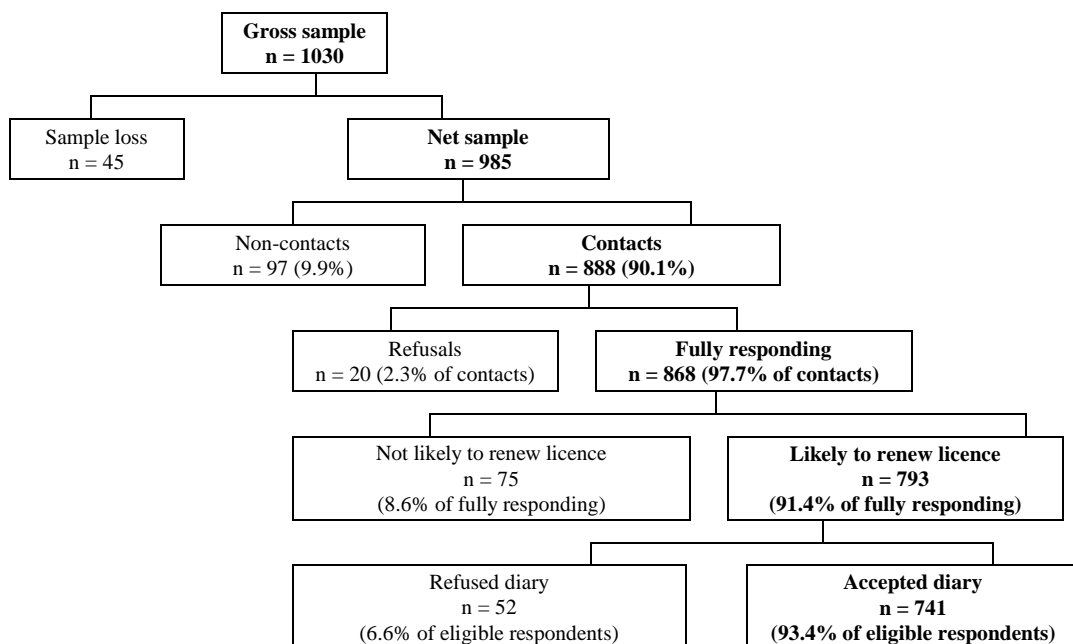 Gross sample
n = 1030
Sample loss
n = 45
Net sample
n = 985
Non-contacts
n = 97 (9.9%)
Contacts
n = 888 (90.1%)
Refusals
n = 20 (2.3% of contacts)
Fully responding
n = 868 (97.7% of contacts)
Not likely to renew licence
n = 75
(8.6% of fully responding)
Likely to renew licence
n = 793
(91.4% of fully responding)
Refused diary
n = 52
(6.6% of eligible respondents)
Accepted diary
n = 741
(93.4% of eligible respondents)